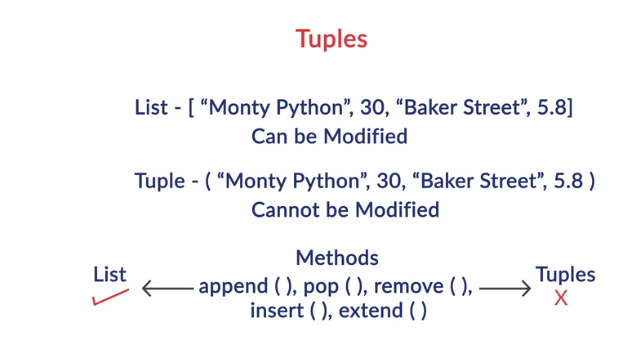 Tuples
List - [ “Monty Python”, 30, “Baker Street”, 5.8]
Can be Modified
Tuple - ( “Monty Python”, 30, “Baker Street”, 5.8 )
Cannot be Modified
Methods
List
append ( ), pop ( ), remove ( ),
insert ( ), extend ( )
Tuples
X